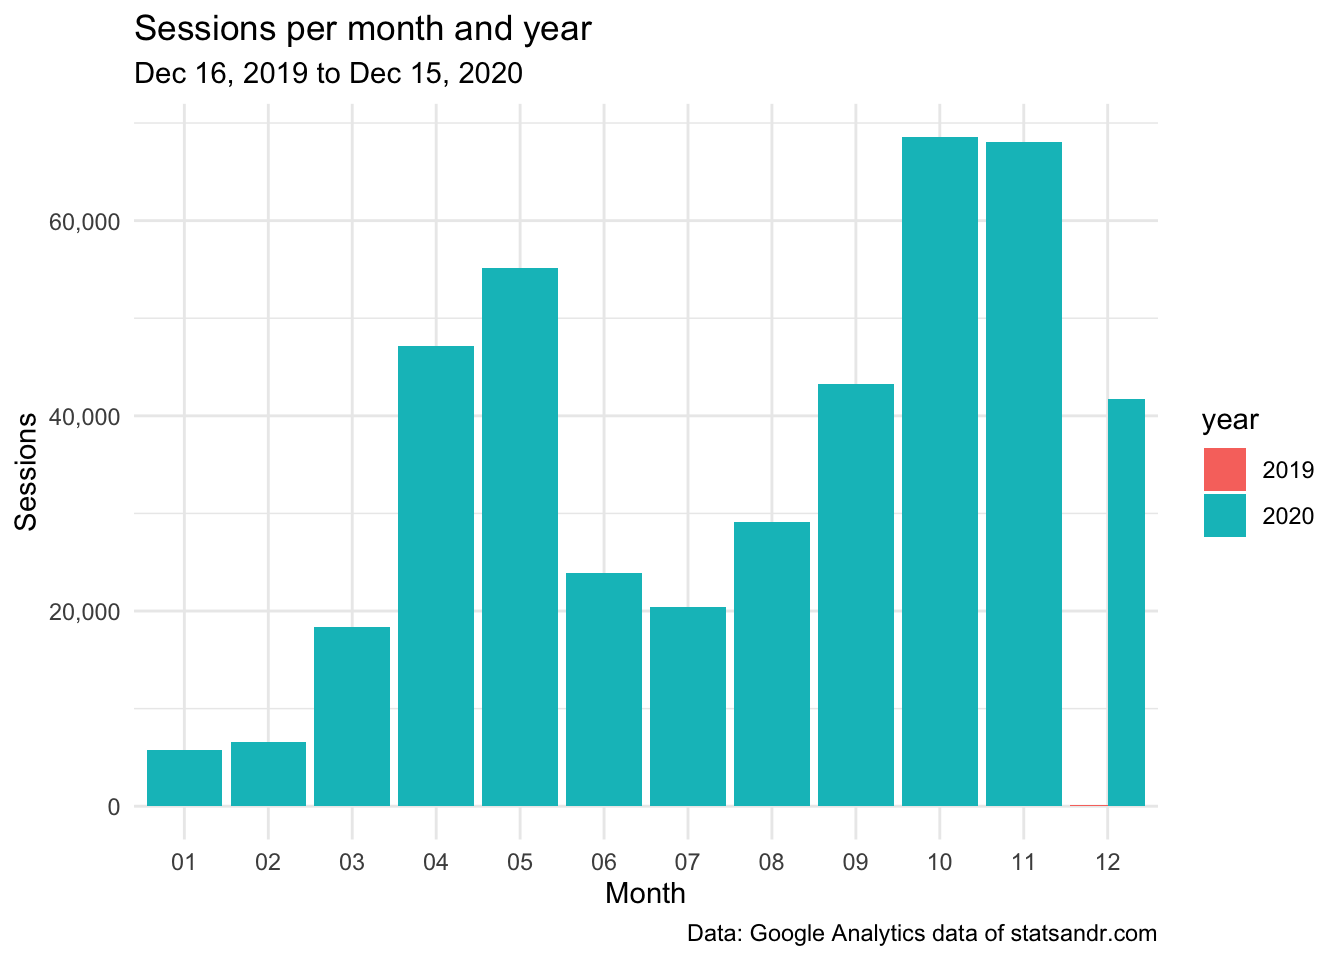 Sessions per month and year
Dec 16, 2019 to Dec 15, 2020
60,000
40,000
20,000
0
Sessions
01 02 03 04 05 06 07 08 09 10 11 12
Month
year
2019
2020
Data: Google Analytics data of statsandr.com